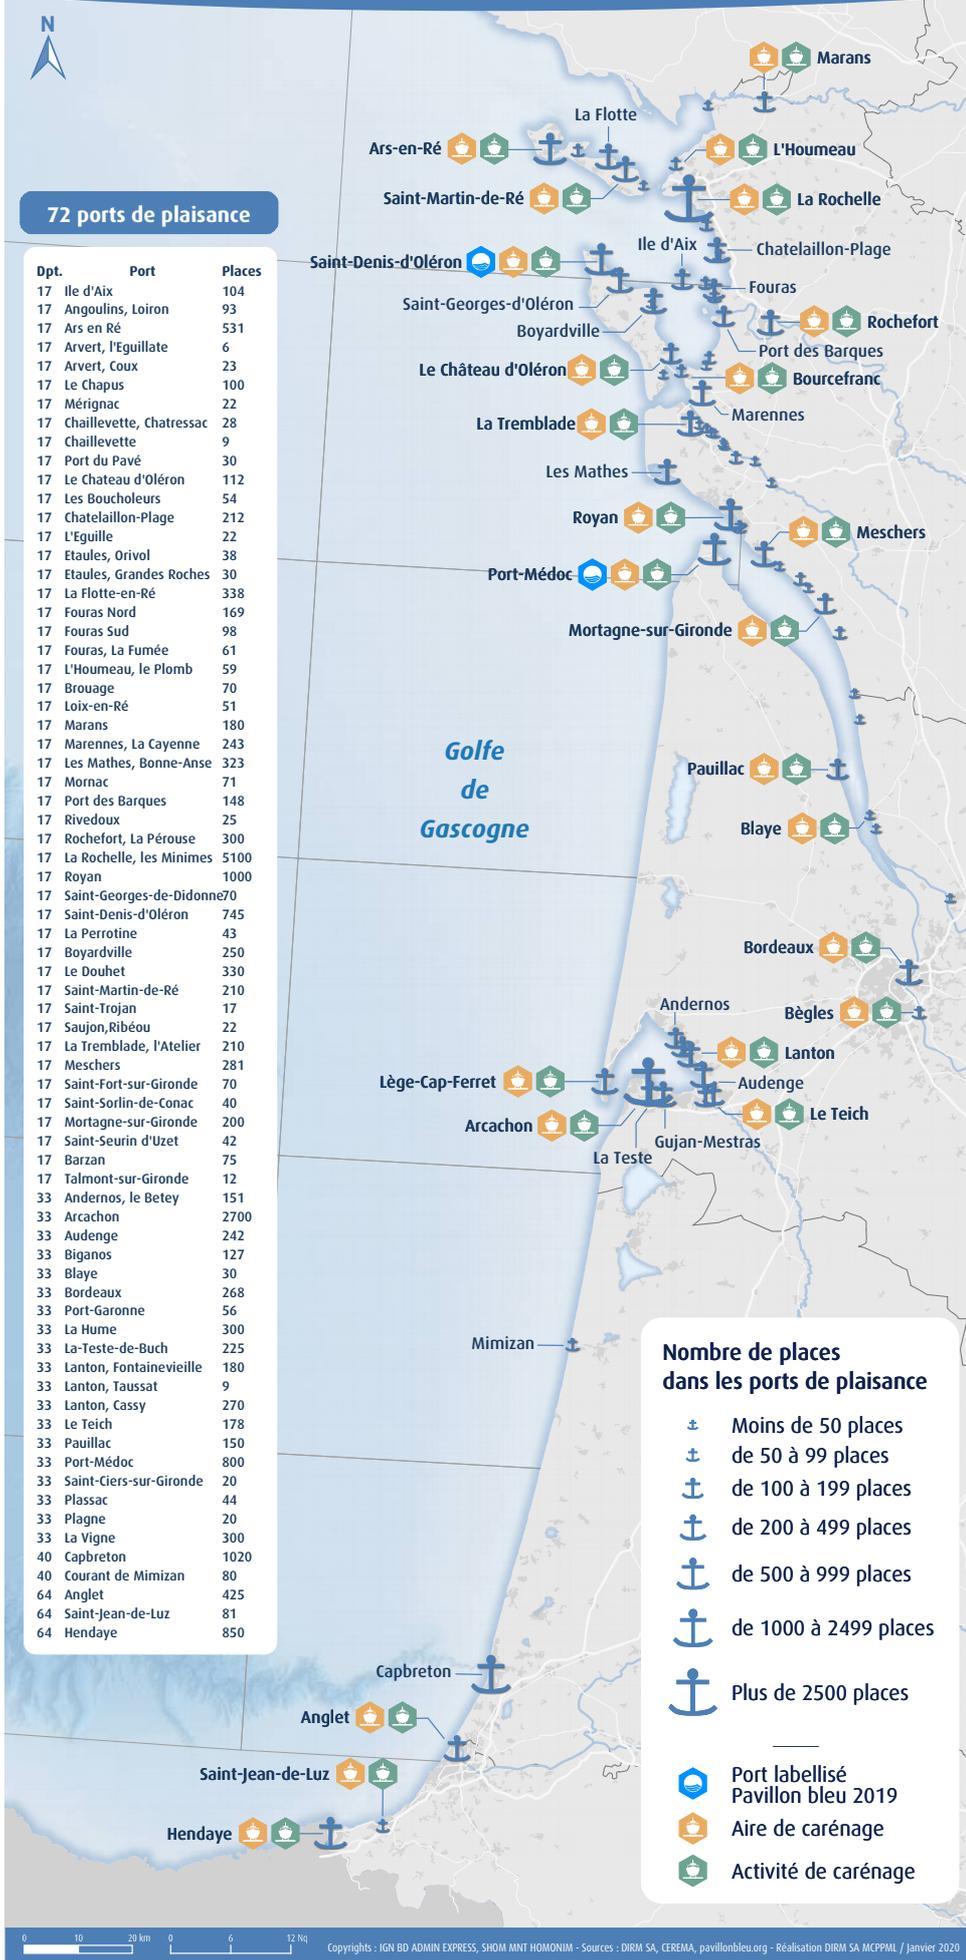 N
72 ports de plaisance
Dpt. Port Places
17 Ile d'Aix 104
17 Angoulins, Loiron 93
17 Ars en Ré 531
17 Arvert, l'Eguillate 6
17 Arvert, Coux 23
17 Le Chapus 100
17 Mérignac 22
17 Chaillevette, Chatressac 28
17 Chaillevette 9
17 Port du Pavé 30
17 Le Chateau d'Oléron 112
17 Les Boucholeurs 54
17 Chatelaillon-Plage 212
17 L'Eguille 22
17 Etaules, Orivol 38
17 Etaules, Grandes Roches 30
17 La Flotte-en-Ré 338
17 Fouras Nord 169
17 Fouras Sud 98
17 Fouras, La Fumée 61
17 L'Houmeau, le Plomb 59
17 Brouage 70
17 Loix-en-Ré 51
17 Marans 180
17 Marennes, La Cayenne 243
17 Les Mathes, Bonne-Anse 323
17 Mornac 71
17 Port des Barques 148
17 Rivedoux 25
17 Rochefort, La Pérouse 300
17 La Rochelle, les Minimes 5100
17 Royan 1000
17 Saint-Georges-de-Didonne 70
17 Saint-Denis-d'Oléron 745
17 La Perrotine 43
17 Boyardville 250
17 Le Douhet 330
17 Saint-Martin-de-Ré 210
17 Saint-Trojan 17
17 Saujon,Ribéou 22
17 La Tremblade, l'Atelier 210
17 Meschers 281
17 Saint-Fort-sur-Gironde 70
17 Saint-Sorlin-de-Conac 40
17 Mortagne-sur-Gironde 200
17 Saint-Seurin d'Uzet 42
17 Barzan 75
17 Talmont-sur-Gironde 12
33 Andernos, le Betey 151
33 Arcachon 2700
33 Audenge 242
33 Biganos 127
33 Blaye 30
33 Bordeaux 268
33 Port-Garonne 56
33 La Hume 300
33 La-Teste-de-Buch 225
33 Lanton, Fontainevieille 180
33 Lanton, Taussat 9
33 Lanton, Cassy 270
33 Le Teich 178
33 Pauillac 150
33 Port-Médoc 800
33 Saint-Ciers-sur-Gironde 20
33 Plassac 44
33 Plagne 20
33 La Vigne 300
40 Capbreton 1020
40 Courant de Mimizan 80
64 Anglet 425
64 Saint-Jean-de-Luz 81
64 Hendaye 850
Marans
La Flotte
Ars-en-Ré
L'Houmeau
Saint-Martin-de-Ré
La Rochelle
Ile d'Aix
Chatelaillon-Plage
Saint-Denis-d'Oléron
Fouras
Saint-Georges-d'Oléron
Rochefort
Boyardville
Port des Barques
Le Château d'Oléron
Bourcefranc
Marennes
La Tremblade
Les Mathes
Royan
Meschers
Port-Médoc
Mortagne-sur-Gironde
Golfe
de
Gascogne
Pauillac
Blaye
Bordeaux
Andernos
Bègles
Lanton
Lège-Cap-Ferret
Audenge
Le Teich
Arcachon
Gujan-Mestras
La Teste
Mimizan
Capbreton
Anglet
Saint-Jean-de-Luz
Hendaye
Nombre de places
dans les ports de plaisance
Moins de 50 places
de 50 à 99 places
de 100 à 199 places
de 200 à 499 places
de 500 à 999 places
de 1000 à 2499 places
Plus de 2500 places
Port labellisé
Pavillon bleu 2019
Aire de carénage
Activité de carénage
0 10 20 km
0 6 12 Nq
Copyrights : IGN BD ADMIN EXPRESS, SHOM MNT HOMONIM - Sources : DIRM SA, CEREMA, pavillonbleu.org - Réalisation DIRM SA MCPPML / Janvier 2020